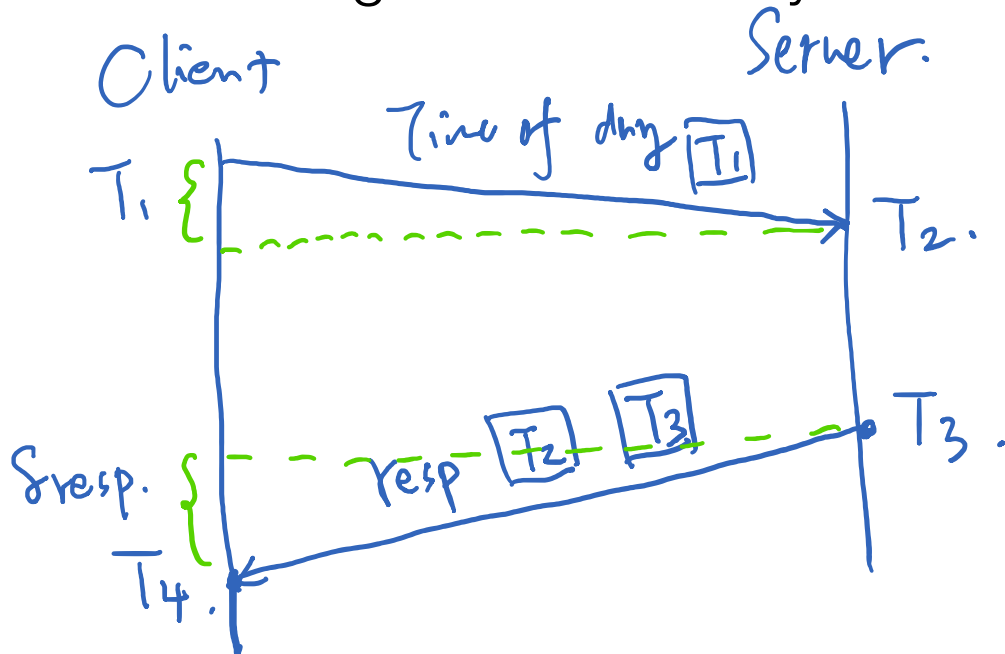 Client
Server.
Time of day T1
T1
T2.
T3
T3.
T2
δresp.
resp
T4.